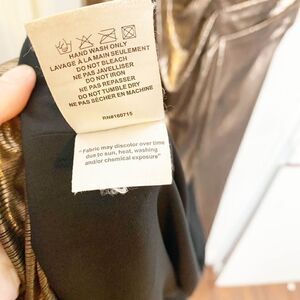 HAND WASH ONLY
LAVAGE À LA MAIN SEULEMENT
DO NOT BLEACH
NE PAS JAVELLISER
DO NOT IRON
NE PAS REPASSER
DO NOT TUMBLE DRY
NE PAS SECHER EN MACHINE
RN#160715
"Fabric may discolor over time
due to sun, heat, washing
and/or chemical exposure"